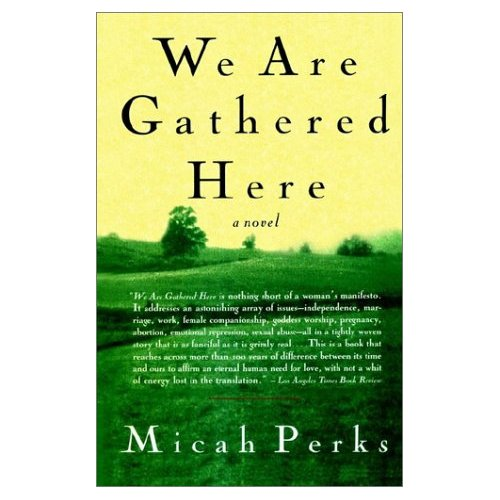 We Are
Gathered
Here
a novel
"We Are Gathered Here is nothing short of a woman's manifesto.
It addresses an astonishing array of issues—independence, mar-
riage, work, female companionship, goddess worship, pregnancy,
abortion, emotional repression, sexual abuse—all in a tightly woven
story that is as fanciful as it is grimly real . . . This is a book that
reaches across more than 100 years of difference between its time
and ours to affirm an eternal human need for love, with not a whit
of energy lost in the translation." – Los Angeles Times Book Review
Micah Perks